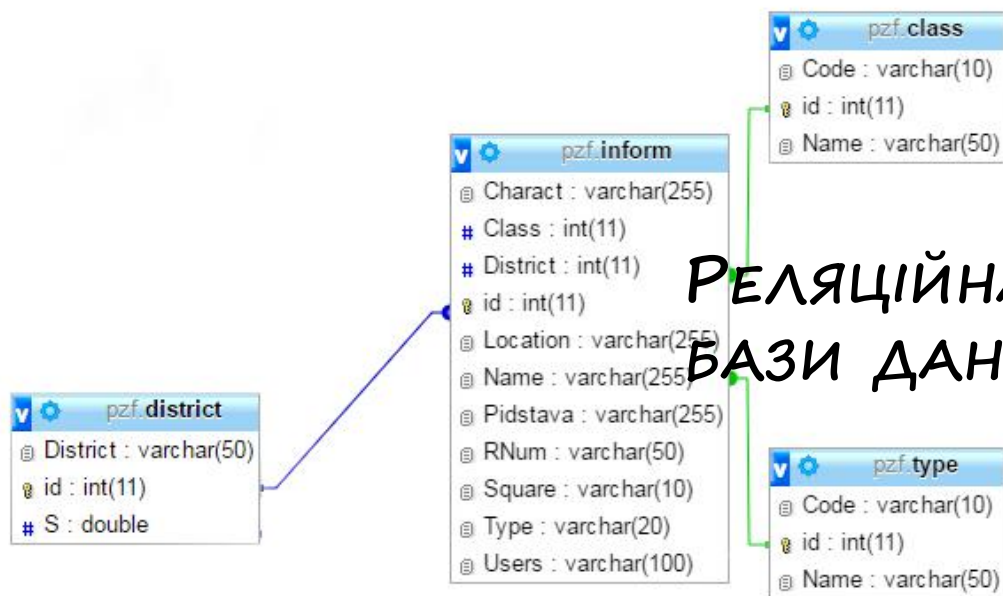 pzf.class
Code : varchar(10)
id : int(11)
Name : varchar(50)
pzf.inform
Charact : varchar(255)
Class : int(11)
District : int(11)
id : int(11)
Location : varchar(255)
Name : varchar(255)
Pidstava : varchar(255)
RNum : varchar(50)
Square : varchar(10)
Type : varchar(20)
Users : varchar(100)
РЕЛЯЦІЙНА
БАЗИ ДАН
pzf.district
District : varchar(50)
id : int(11)
S : double
pzf.type
Code : varchar(10)
id : int(11)
Name : varchar(50)